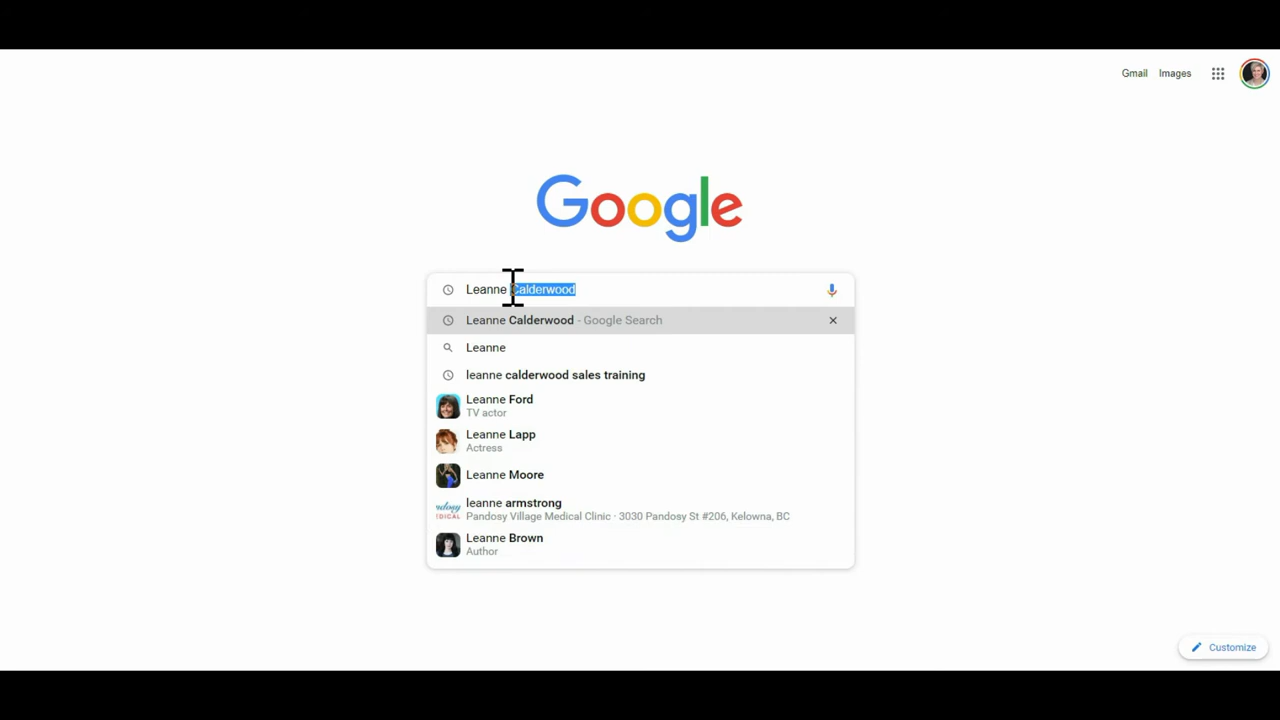 Gmail Images
Google
Leanne Calderwood
Leanne Calderwood - Google Search
Leanne
leanne calderwood sales training
Leanne Ford
TV actor
Leanne Lapp
Actress
Leanne Moore
leanne armstrong
Pandosy Village Medical Clinic · 3030 Pandosy St #206, Kelowna, BC
Leanne Brown
Author
Customize